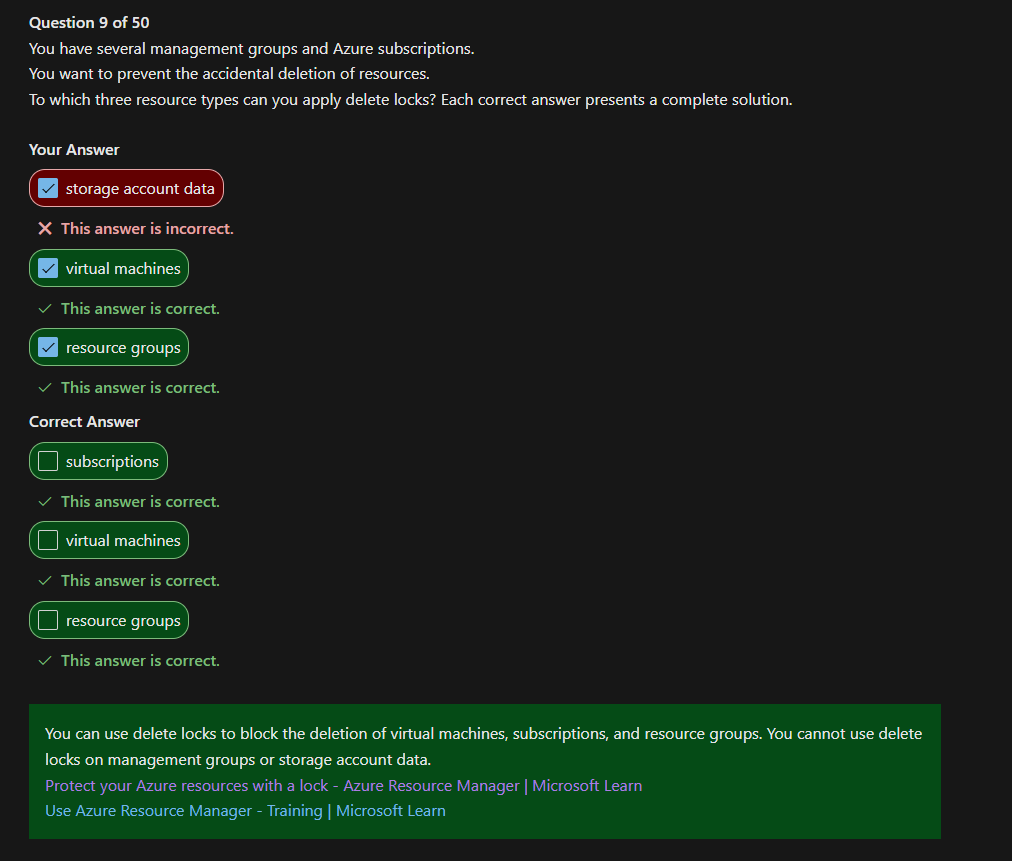 Question 9 of 50
You have several management groups and Azure subscriptions.
You want to prevent the accidental deletion of resources.
To which three resource types can you apply delete locks? Each correct answer presents a complete solution.
Your Answer
storage account data
This answer is incorrect.
virtual machines
This answer is correct.
resource groups
This answer is correct.
Correct Answer
subscriptions
This answer is correct.
virtual machines
This answer is correct.
resource groups
This answer is correct.
You can use delete locks to block the deletion of virtual machines, subscriptions, and resource groups. You cannot use delete
locks on management groups or storage account data.
Protect your Azure resources with a lock - Azure Resource Manager | Microsoft Learn
Use Azure Resource Manager - Training | Microsoft Learn